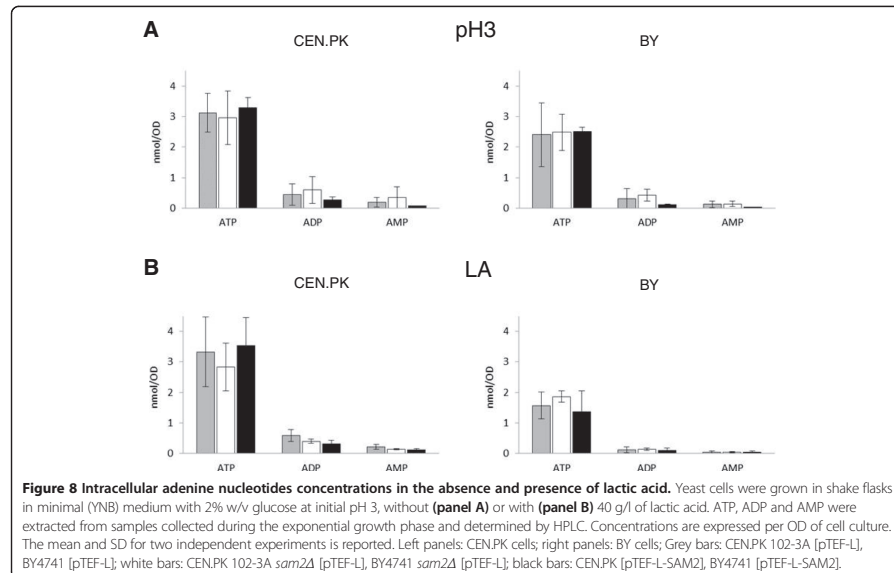 A
CEN.PK
pH3
BY
nmol/OD
4
3
2
1
0
ATP
ADP
AMP
4
3
2
1
0
ATP
ADP
AMP
B
CEN.PK
LA
BY
nmol/OD
4
3
2
1
0
ATP
ADP
AMP
4
3
2
1
0
ATP
ADP
AMP
Figure 8 Intracellular adenine nucleotides concentrations in the absence and presence of lactic acid. Yeast cells were grown in shake flasks
in minimal (YNB) medium with 2% w/v glucose at initial pH 3, without (panel A) or with (panel B) 40 g/l of lactic acid. ATP, ADP and AMP were
extracted from samples collected during the exponential growth phase and determined by HPLC. Concentrations are expressed per OD of cell culture.
The mean and SD for two independent experiments is reported. Left panels: CEN.PK cells; right panels: BY cells; Grey bars: CEN.PK 102-3A [pTEF-L],
BY4741 [pTEF-L]; white bars: CEN.PK 102-3A sam2Δ [pTEF-L], BY4741 sam2Δ [pTEF-L]; black bars: CEN.PK [pTEF-L-SAM2], BY4741 [pTEF-L-SAM2].